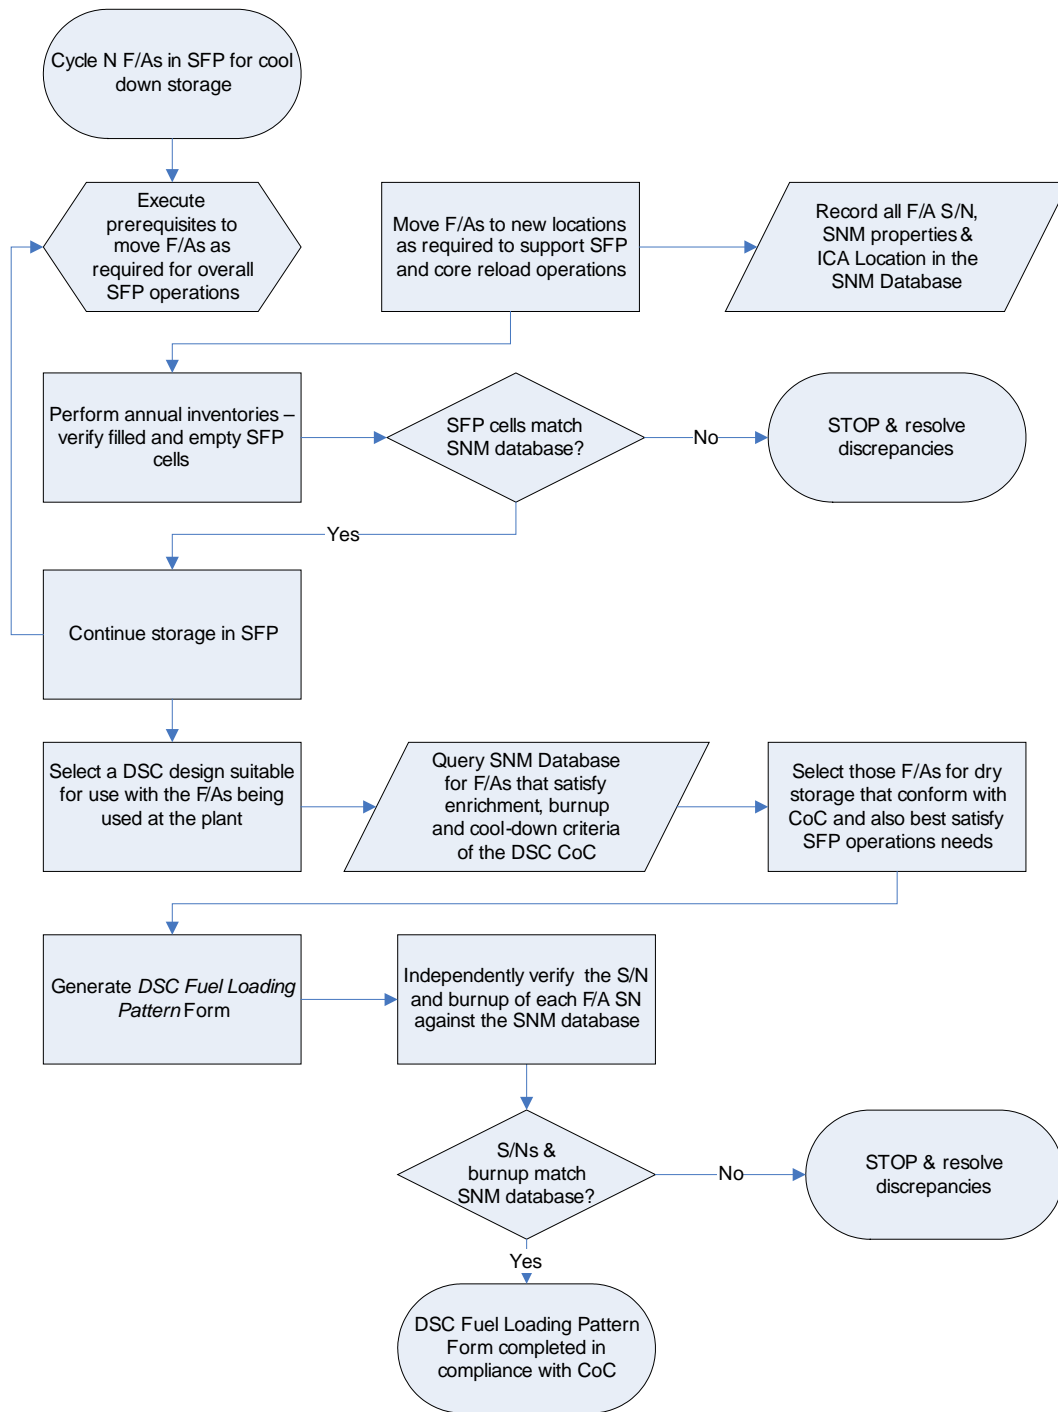 Cycle N F/As in SFP for cool
down storage
Execute
prerequisites to
move F/As as
required for overall
SFP operations
Move F/As to new locations
as required to support SFP
and core reload operations
Record all F/A S/N,
SNM properties &
ICA Location in the
SNM Database
Perform annual inventories –
verify filled and empty SFP
cells
SFP cells match
SNM database?
No
STOP & resolve
discrepancies
Yes
Continue storage in SFP
Select a DSC design suitable
for use with the F/As being
used at the plant
Query SNM Database
for F/As that satisfy
enrichment, burnup
and cool-down criteria
of the DSC CoC
Select those F/As for dry
storage that conform with
CoC and also best satisfy
SFP operations needs
Generate DSC Fuel Loading
Pattern Form
Independently verify the S/N
and burnup of each F/A SN
against the SNM database
S/Ns &
burnup match
SNM database?
No
STOP & resolve
discrepancies
Yes
DSC Fuel Loading Pattern
Form completed in
compliance with CoC